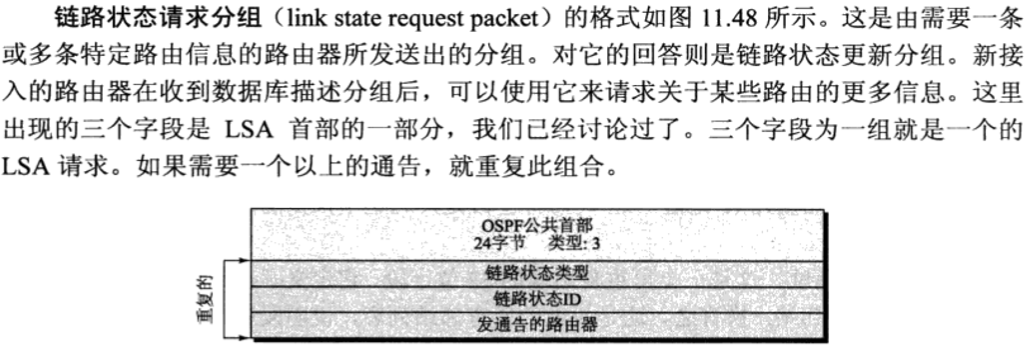 链路状态请求分组（link state request packet）的格式如图 11.48 所示。这是由需要一条
或多条特定路由信息的路由器所发送出的分组。对它的回答则是链路状态更新分组。新接
入的路由器在收到数据库描述分组后，可以使用它来请求关于某些路由的更多信息。这里
出现的三个字段是 LSA 首部的一部分，我们已经讨论过了。三个字段为一组就是一个的
LSA 请求。如果需要一个以上的通告，就重复此组合。
OSPF公共首部
24字节 类型: 3
重复的
链路状态类型
链路状态ID
发通告的路由器